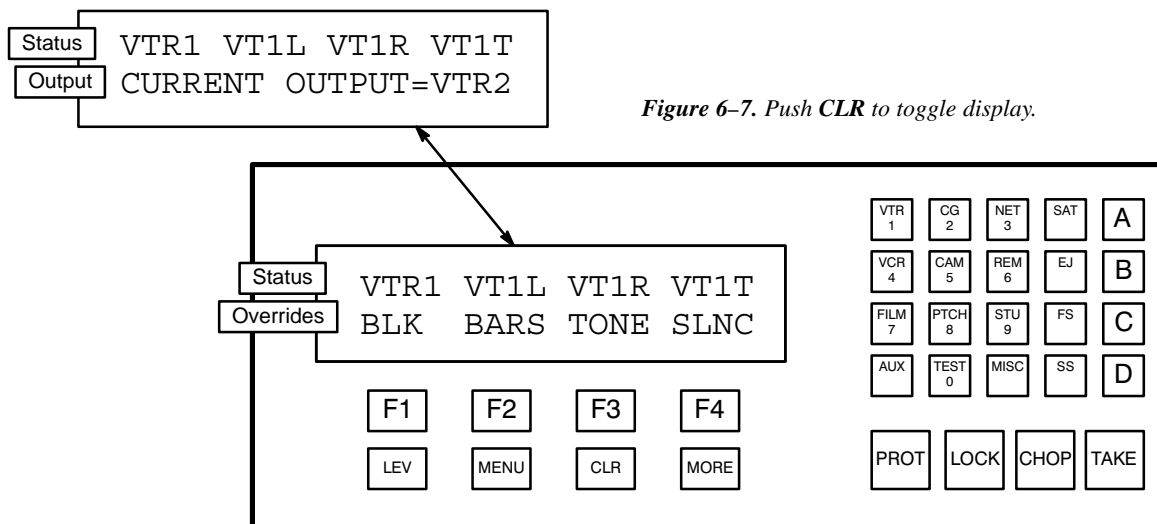 Status
VTR1 VT1L VT1R VT1T
Output
CURRENT OUTPUT=VTR2
Figure 6–7. Push CLR to toggle display.
Status
VTR1 VT1L VT1R VT1T
Overrides
BLK BARS TONE SLNC
F1 F2 F3 F4
LEV MENU CLR MORE
VTR
1
CG
2
NET
3
SAT
A
VCR
4
CAM
5
REM
6
EJ
B
FILM
7
PTCH
8
STU
9
FS
C
AUX
TEST
0
MISC
SS
D
PROT LOCK CHOP TAKE